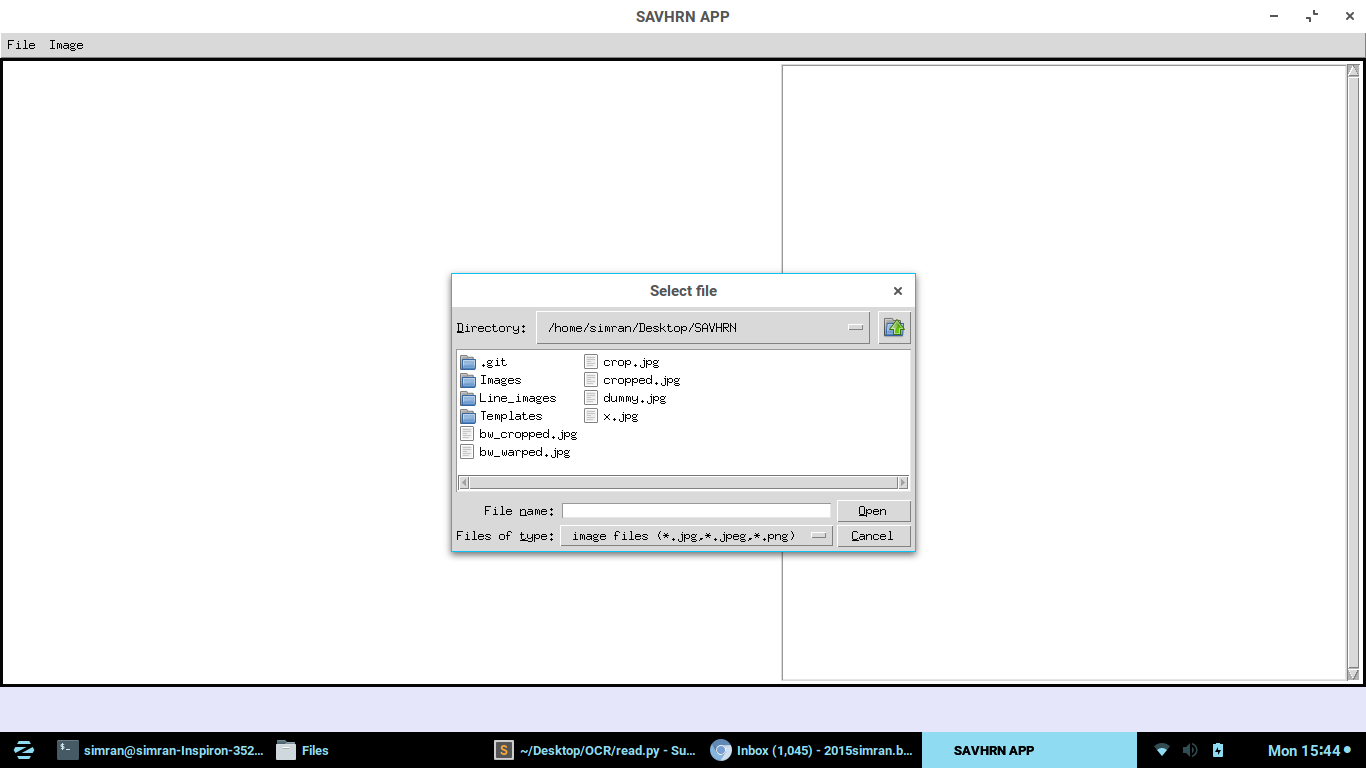 SAVHRN APP
File Image
Select file
Directory: /home/simran/Desktop/SAVHRN
.git
Images
Line_images
Templates
bw_cropped.jpg
bw_warped.jpg
crop.jpg
cropped.jpg
dummy.jpg
x.jpg
File name: Open
Files of type: image files (*.jpg,*.jpeg,*.png) Cancel
simran@simran-Inspiron-352... Files S ~/Desktop/OCR/read.py - Su... Inbox (1,045) - 2015simran.b... SAVHRN APP Mon 15:44